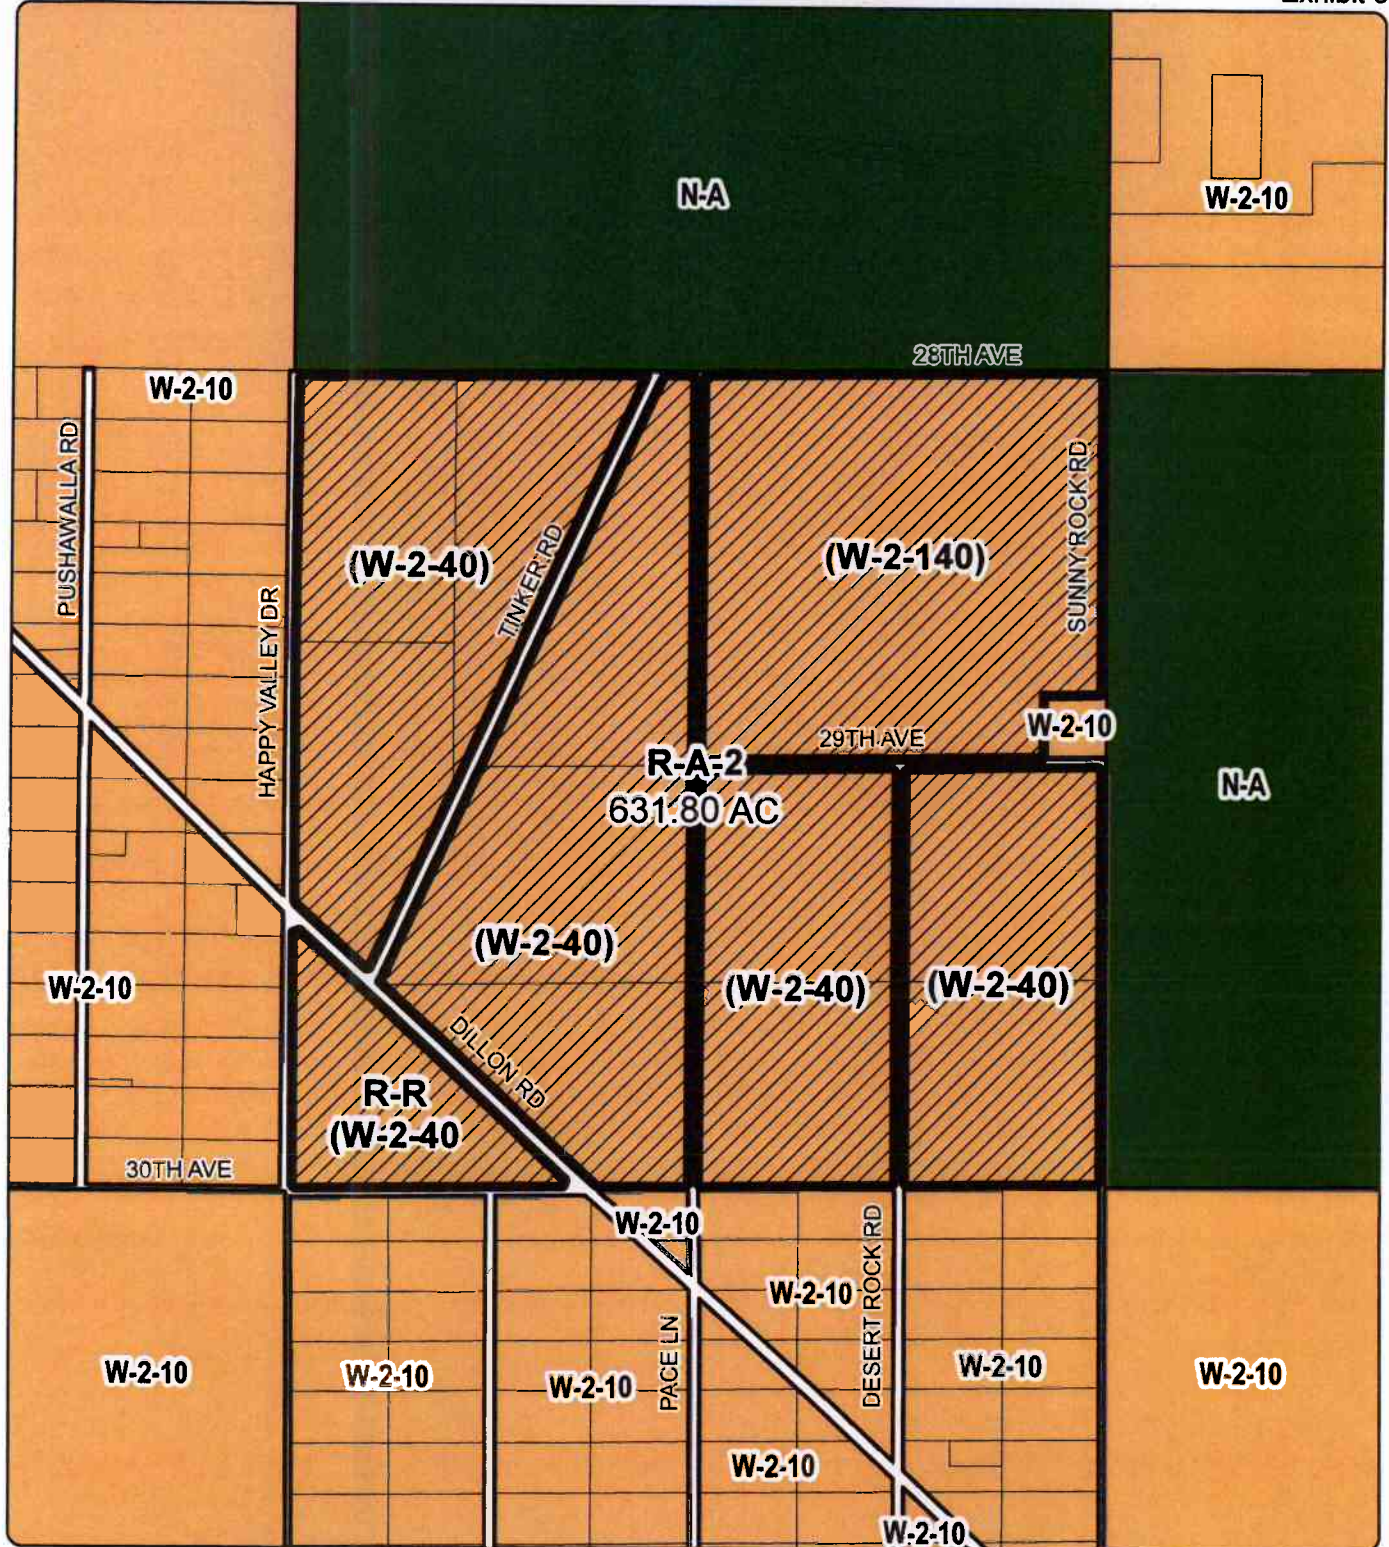 N-A
W-2-10
28TH AVE
W-2-10
PUSHAWALLA RD
HAPPY VALLEY DR
(W-2-40)
TINKER RD
(W-2-140)
SUNNY ROCK RD
W-2-10
29TH AVE
R-A-2
631.80 AC
N-A
(W-2-40)
(W-2-40)
(W-2-40)
W-2-10
DILLON RD
R-R
(W-2-40
30TH AVE
W-2-10
W-2-10
DESERT ROCK RD
PACE LN
W-2-10
W-2-10
W-2-10
W-2-10
W-2-10
W-2-10
W-2-10